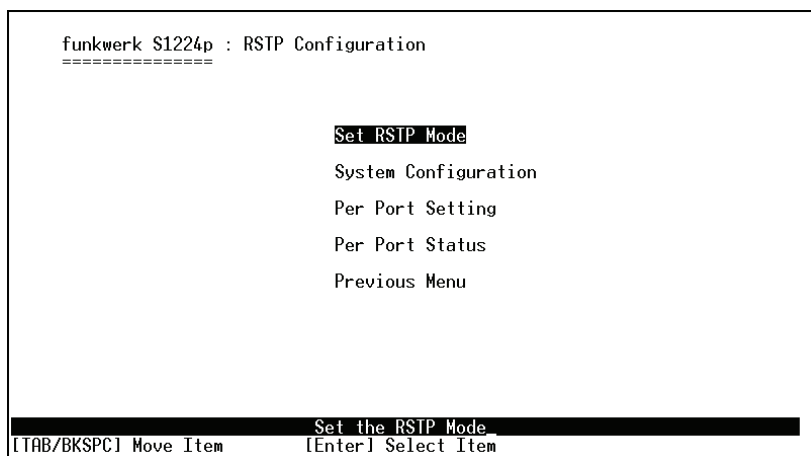 funkwerk S1224p : RSTP Configuration
===============
Set RSTP Mode
System Configuration
Per Port Setting
Per Port Status
Previous Menu
Set the RSTP Mode_
[TAB/BKSPC] Move Item [Enter] Select Item